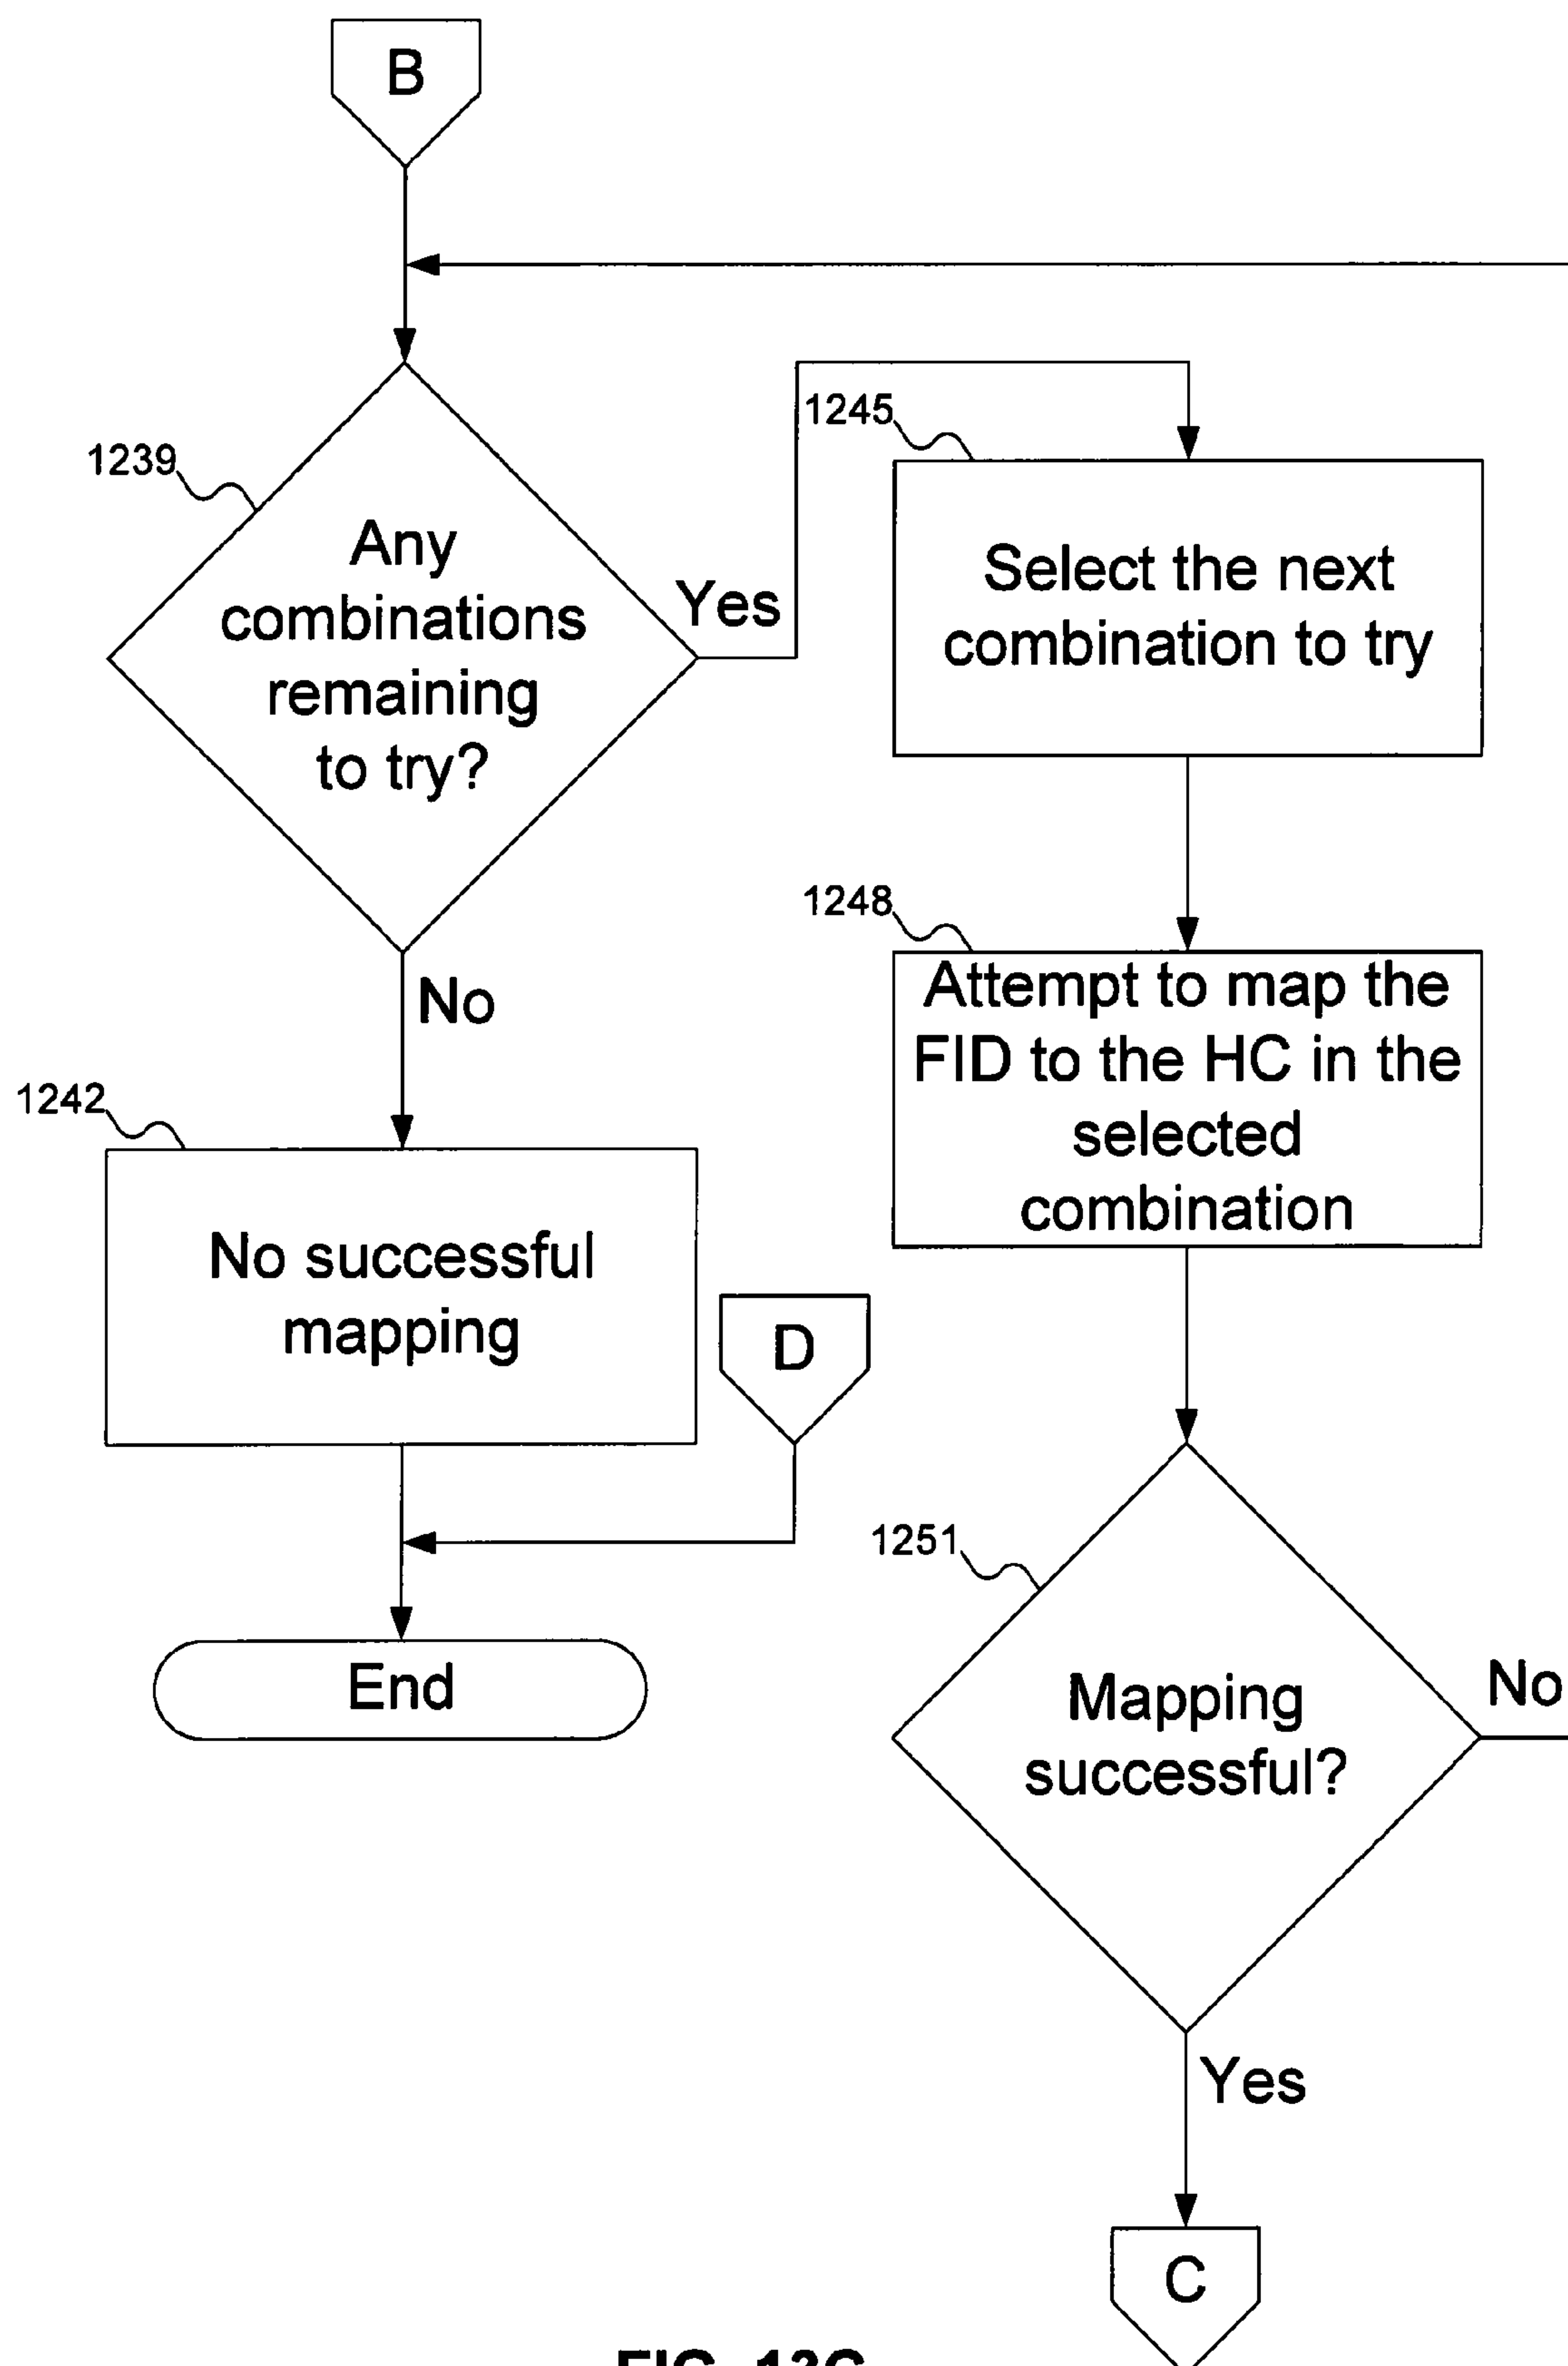 B
1239
Any
combinations
remaining
to try?
Yes
No
1242
No successful
mapping
D
End
1245
Select the next
combination to try
1248
Attempt to map the
FID to the HC in the
selected
combination
1251
Mapping
successful?
No
Yes
C